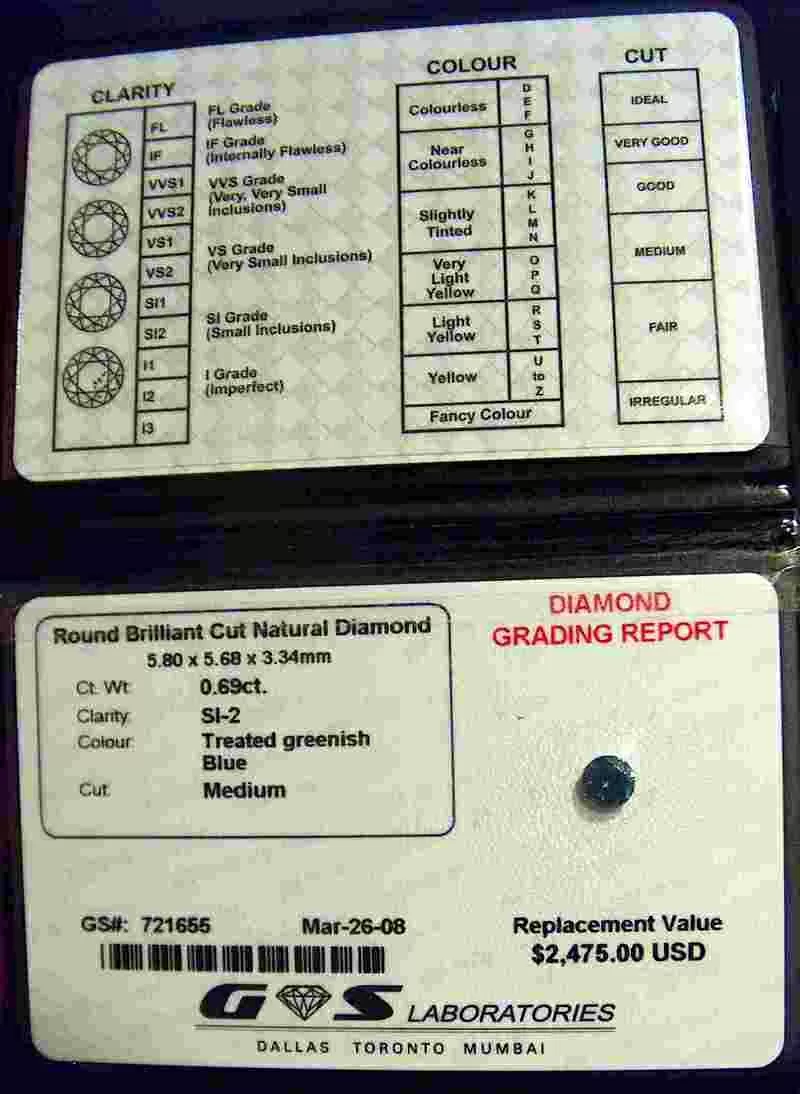 CLARITY
FL
IF
VVS1
VVS2
VS1
VS2
SI1
SI2
I1
I2
I3
FL Grade
(Flawless)
IF Grade
(Internally Flawless)
VVS Grade
(Very, Very Small
Inclusions)
VS Grade
(Very Small Inclusions)
SI Grade
(Small Inclusions)
I Grade
(Imperfect)
COLOUR
Colourless
D
E
F
Near
Colourless
G
H
I
J
Slightly
Tinted
K
L
M
N
Very
Light
Yellow
O
P
Q
Light
Yellow
R
S
T
Yellow
U
to
Z
Fancy Colour
CUT
IDEAL
VERY GOOD
GOOD
MEDIUM
FAIR
IRREGULAR
Round Brilliant Cut Natural Diamond
5.80 x 5.68 x 3.34mm
Ct. Wt: 0.69ct.
Clarity: SI-2
Colour: Treated greenish
Blue
Cut: Medium
DIAMOND
GRADING REPORT
GS#: 721655 Mar-26-08
Replacement Value
$2,475.00 USD
G S LABORATORIES
DALLAS TORONTO MUMBAI